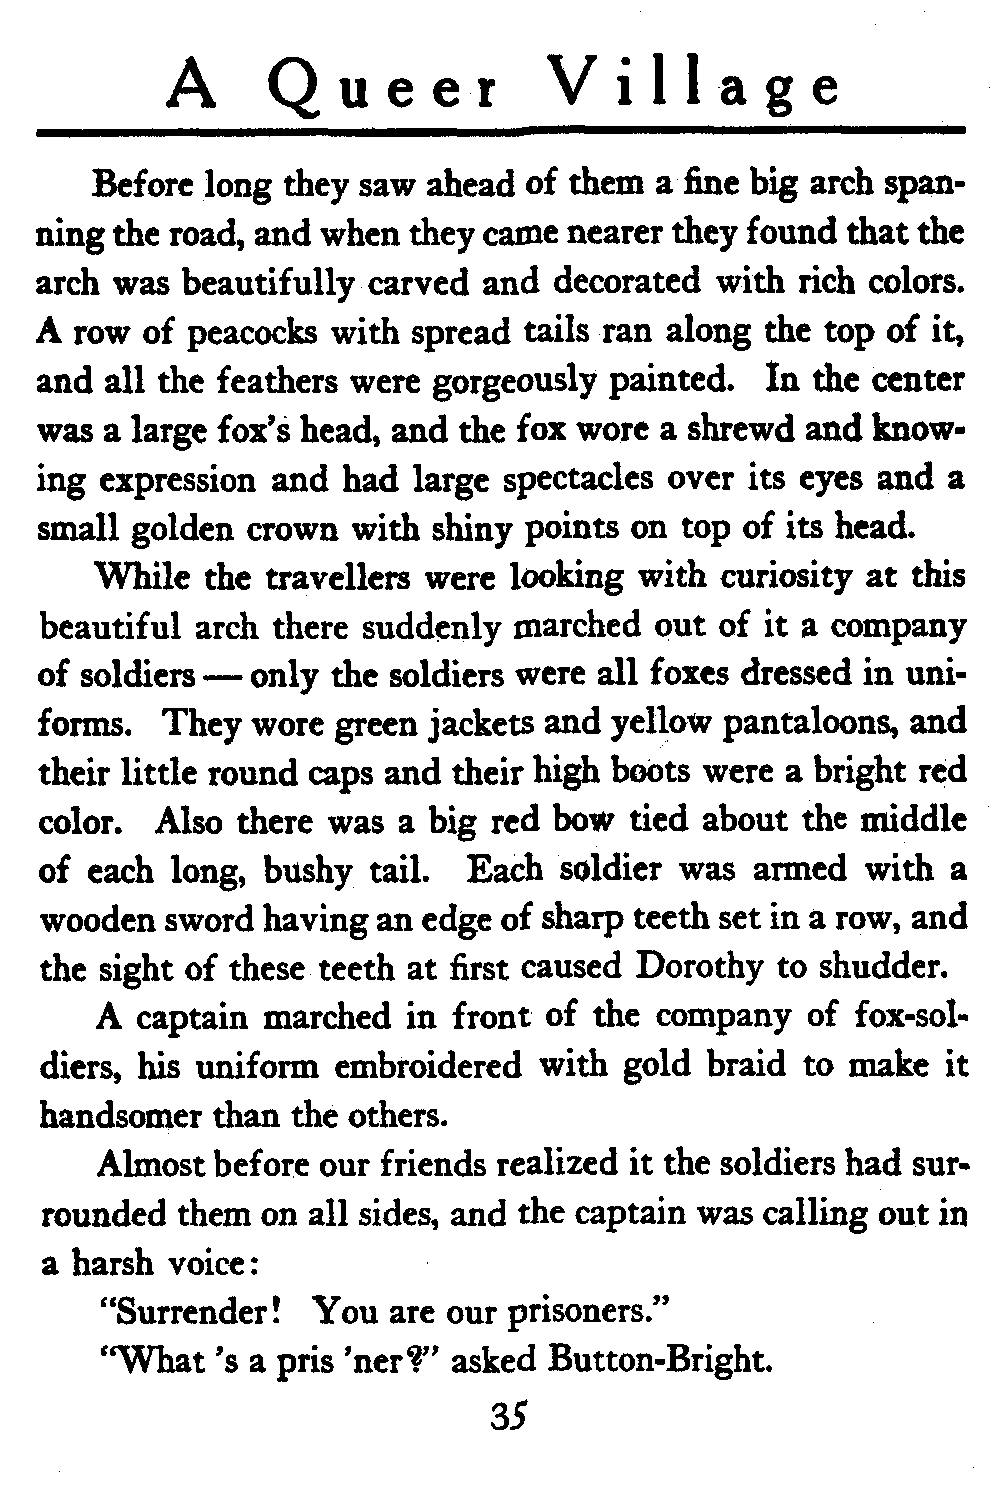 A Queer Village
Before long they saw ahead of them a fine big arch span-
ning the road, and when they came nearer they found that the
arch was beautifully carved and decorated with rich colors.
A row of peacocks with spread tails ran along the top of it,
and all the feathers were gorgeously painted. In the center
was a large fox's head, and the fox wore a shrewd and know-
ing expression and had large spectacles over its eyes and a
small golden crown with shiny points on top of its head.
While the travellers were looking with curiosity at this
beautiful arch there suddenly marched out of it a company
of soldiers — only the soldiers were all foxes dressed in uni-
forms. They wore green jackets and yellow pantaloons, and
their little round caps and their high boots were a bright red
color. Also there was a big red bow tied about the middle
of each long, bushy tail. Each soldier was armed with a
wooden sword having an edge of sharp teeth set in a row, and
the sight of these teeth at first caused Dorothy to shudder.
A captain marched in front of the company of fox-sol-
diers, his uniform embroidered with gold braid to make it
handsomer than the others.
Almost before our friends realized it the soldiers had sur-
rounded them on all sides, and the captain was calling out in
a harsh voice:
“Surrender! You are our prisoners.”
“What 's a pris 'ner?” asked Button-Bright.
35